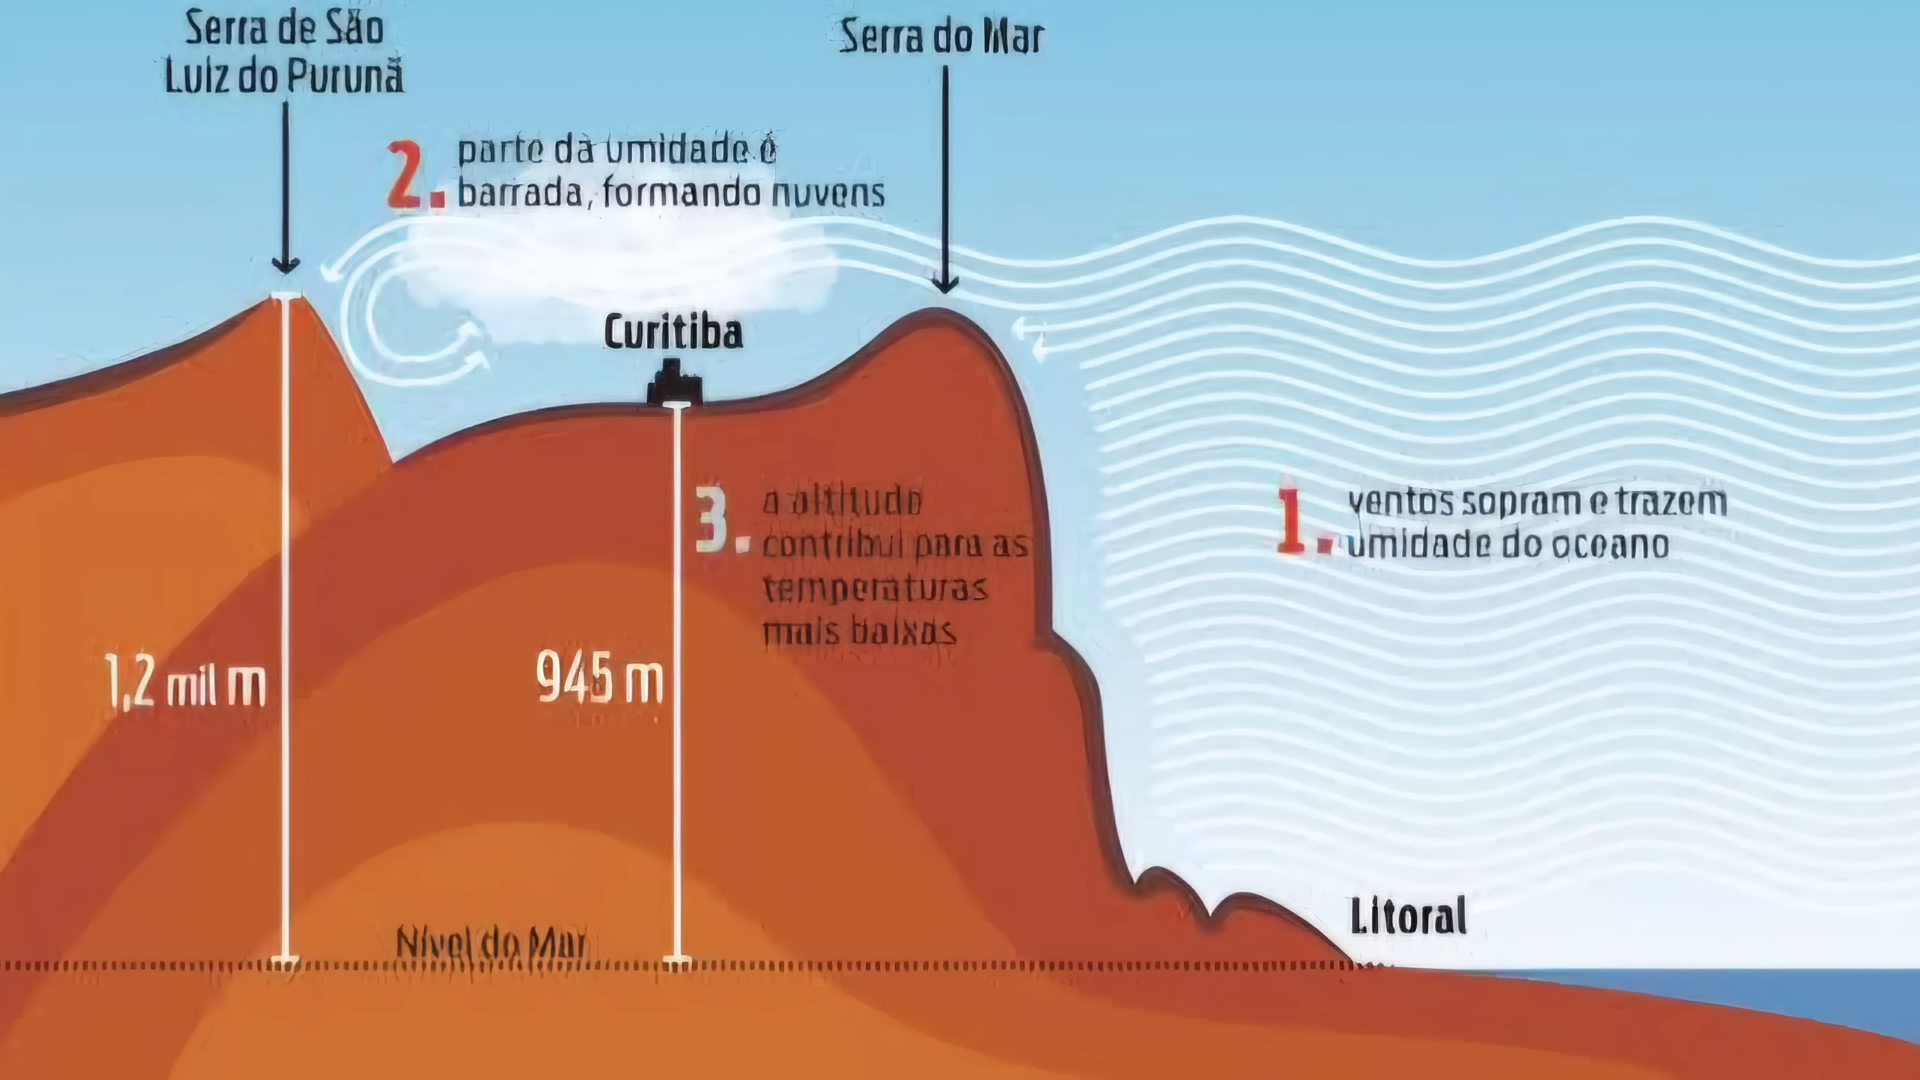 Serra de São
Luiz do Purunã
Serra do Mar
2. parte da umidade é
barrada, formando nuvens
Curitiba
3. a altitude
contribui para as
temperaturas
mais baixas
1. ventos sopram e trazem
umidade do oceano
1,2 mil m
945 m
Litoral
Nível do Mar